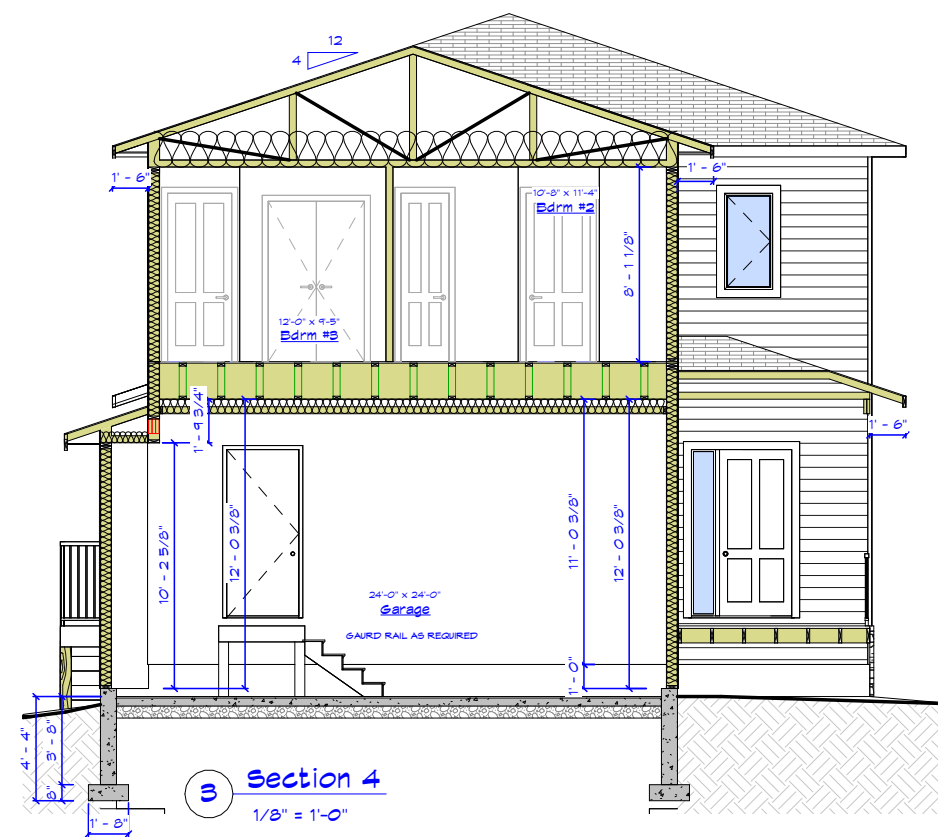 12
4
1' - 6"
1' - 6"
10'-8" x 11'-4"
Bdrm #2
8' - 1 1/8"
12'-0" x 9'-5"
Bdrm #3
1' - 9 3/4"
1' - 6"
10' - 2 5/8"
12' - 0 3/8"
11' - 0 3/8"
12' - 0 3/8"
24'-0" x 24'-0"
Garage
GAURD RAIL AS REQUIRED
1' - 0"
4' - 4"
3' - 8"
8"
1' - 8"
3
Section 4
1/8" = 1'-0"